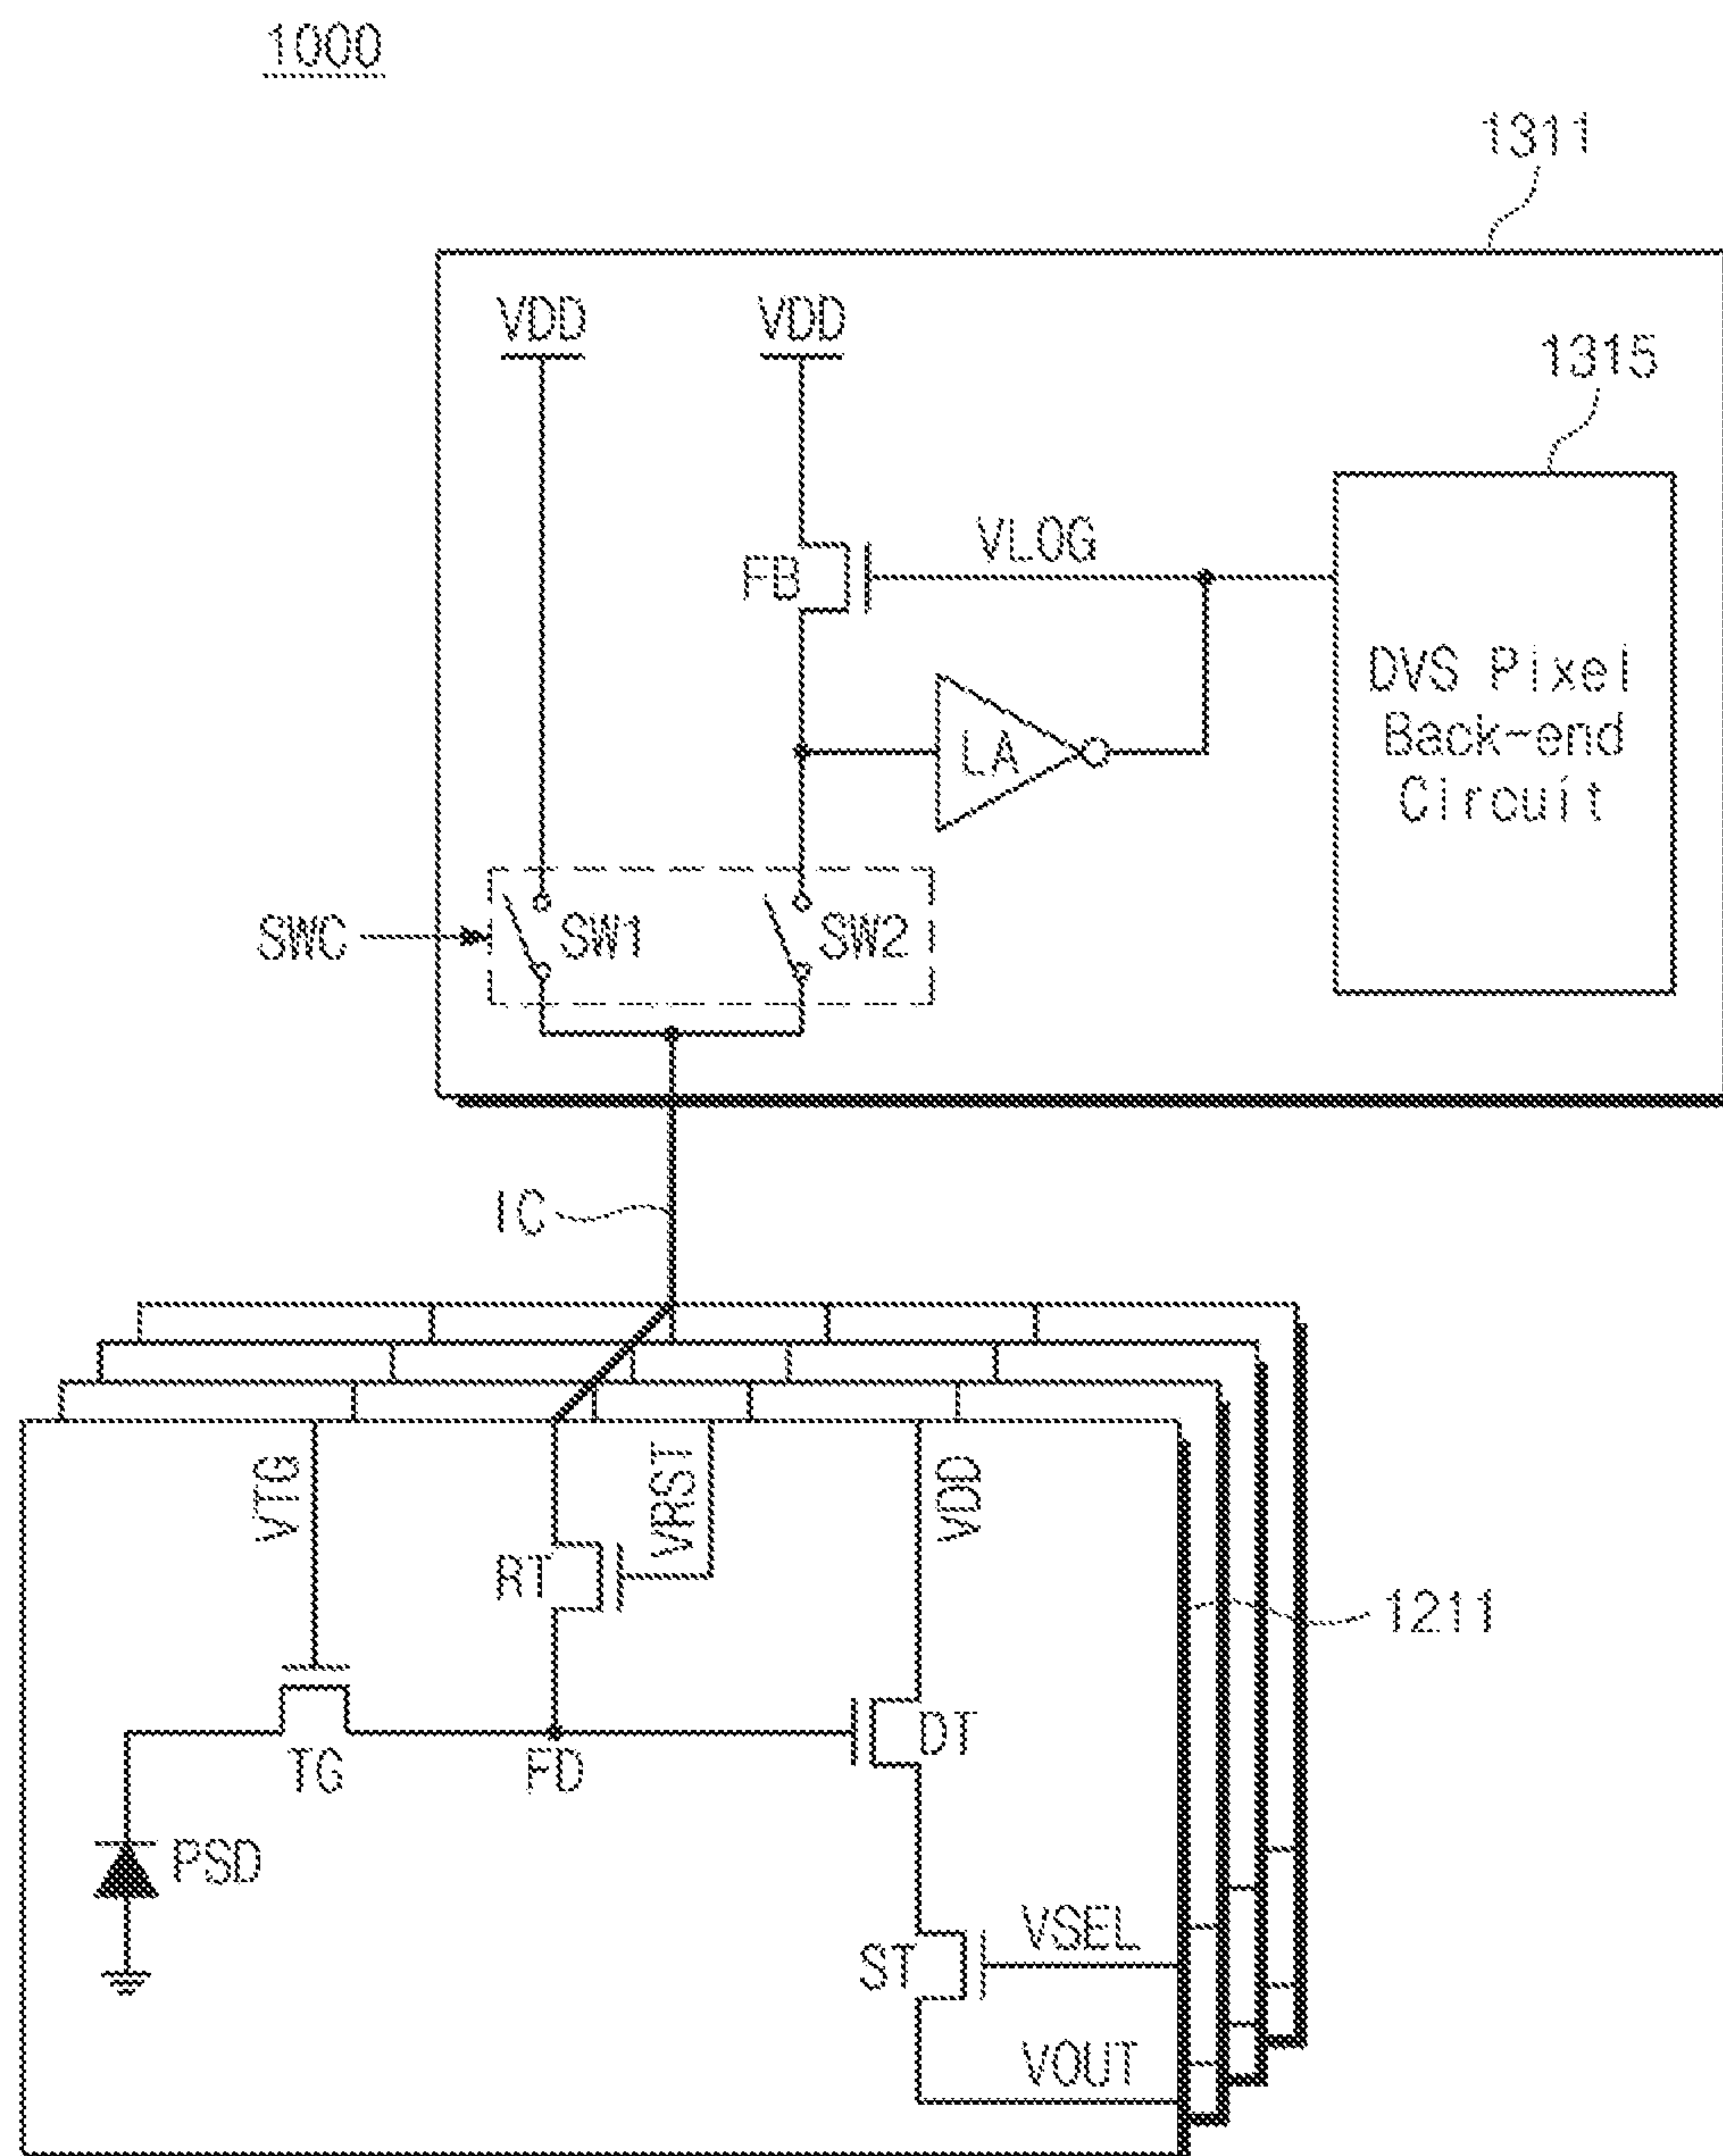 1000
1311
VDD
VDD
1315
VLOG
FB
DVS Pixel
Back-end
Circuit
LA
SWC
SW1
SW2
IC
VTG
VRST
VDD
RT
1211
TG
FD
DT
PSD
VSEL
ST
VOUT